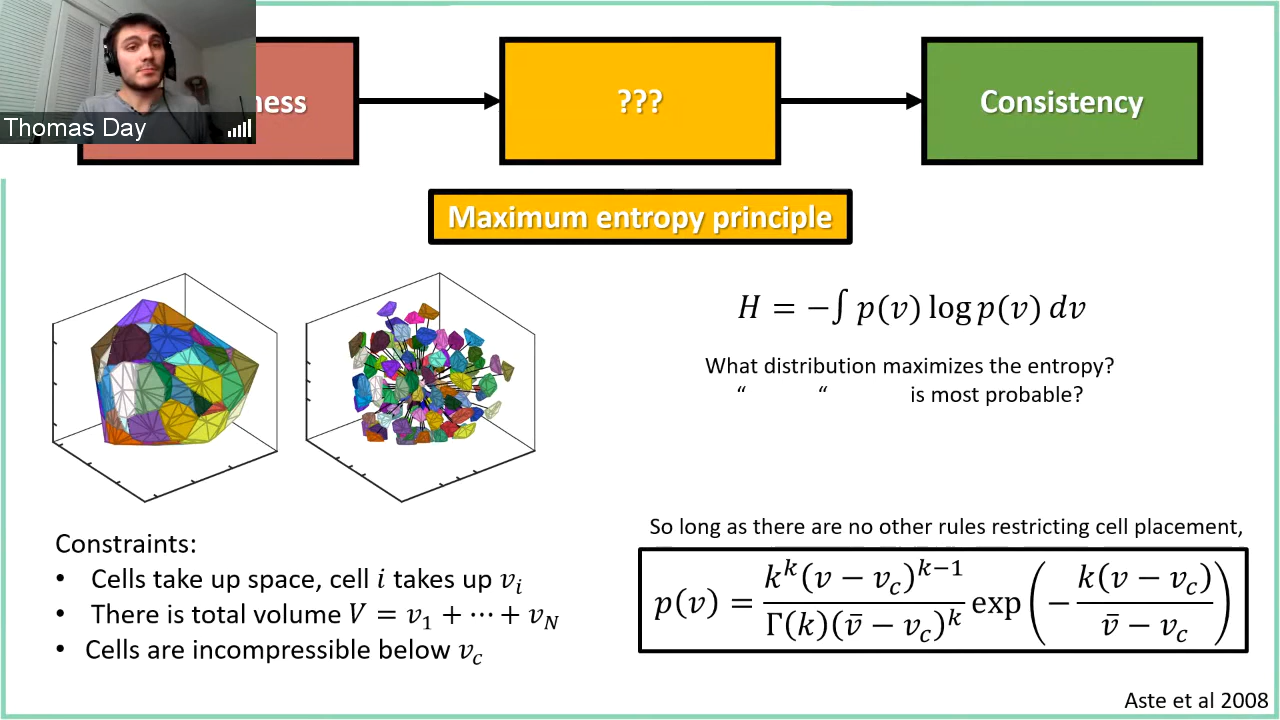 ness
???
Consistency
Thomas Day
Maximum entropy principle
H = −∫ p(v) log p(v) dv
What distribution maximizes the entropy?
“ “ is most probable?
Constraints:
• Cells take up space, cell i takes up v_i
• There is total volume V = v_1 + ⋯ + v_N
• Cells are incompressible below v_c
So long as there are no other rules restricting cell placement,
p(v) = \frac{k^k (v − v_c)^{k−1}}{Γ(k)(v̄ − v_c)^k} exp(−\frac{k(v − v_c)}{v̄ − v_c})
Aste et al 2008